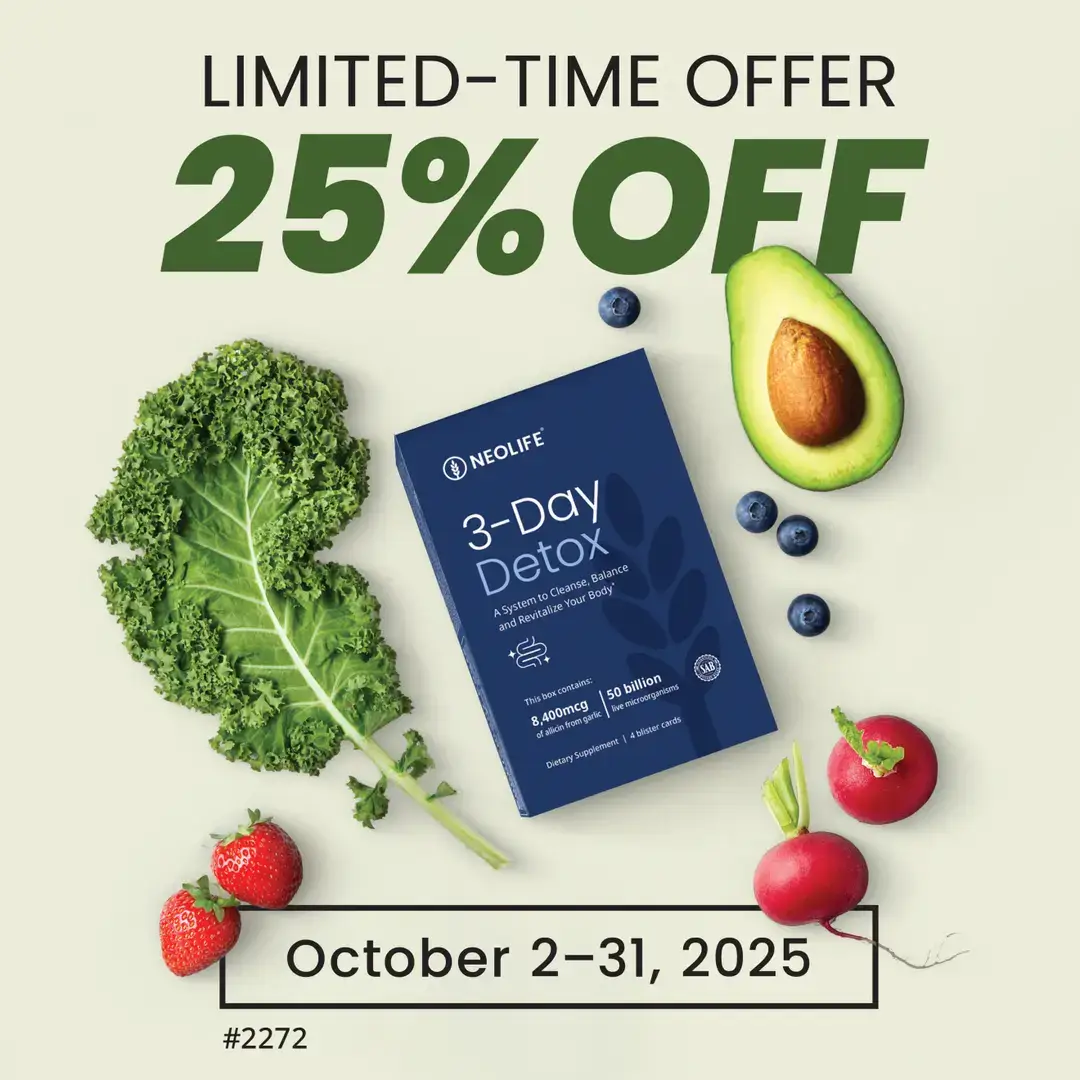 LIMITED-TIME OFFER
25% OFF
NEOLIFE®
3-Day
Detox
A System to Cleanse, Balance
and Revitalize Your Body*
This box contains:
8,400mcg
of allicin from garlic
50 billion
live microorganisms
SAB
Dietary Supplement | 4 blister cards
October 2–31, 2025
#2272